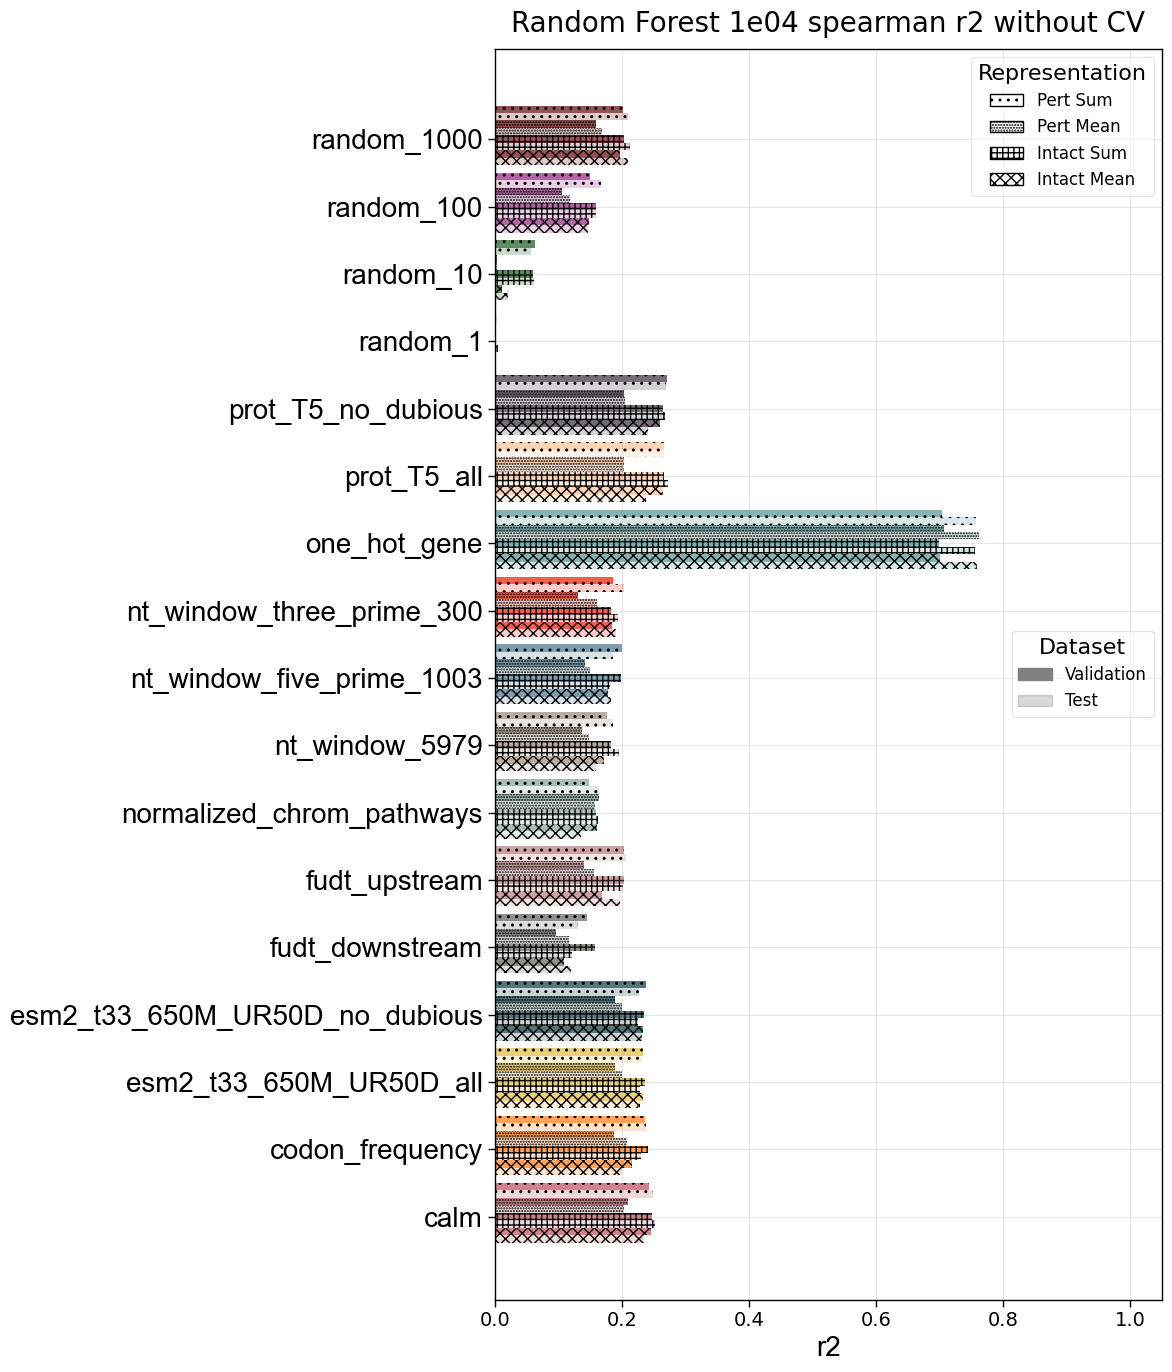 Random Forest 1e04 spearman r2 without CV
Representation
Pert Sum
Pert Mean
Intact Sum
Intact Mean
random_1000
random_100
random_10
random_1
prot_T5_no_dubious
prot_T5_all
one_hot_gene
nt_window_three_prime_300
nt_window_five_prime_1003
nt_window_5979
normalized_chrom_pathways
fudt_upstream
fudt_downstream
esm2_t33_650M_UR50D_no_dubious
esm2_t33_650M_UR50D_all
codon_frequency
calm
Dataset
Validation
Test
0.0 0.2 0.4 0.6 0.8 1.0
r2